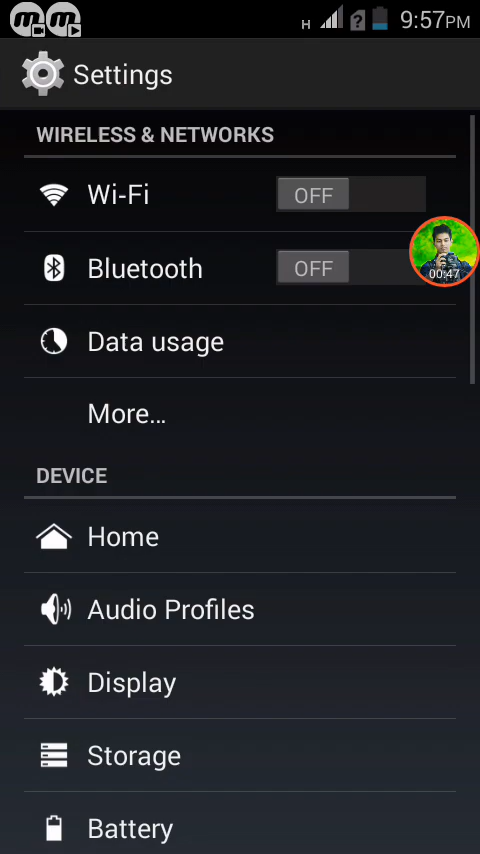 H 9:57PM
Settings
WIRELESS & NETWORKS
Wi-Fi OFF
Bluetooth OFF
00:47
Data usage
More...
DEVICE
Home
Audio Profiles
Display
Storage
Battery